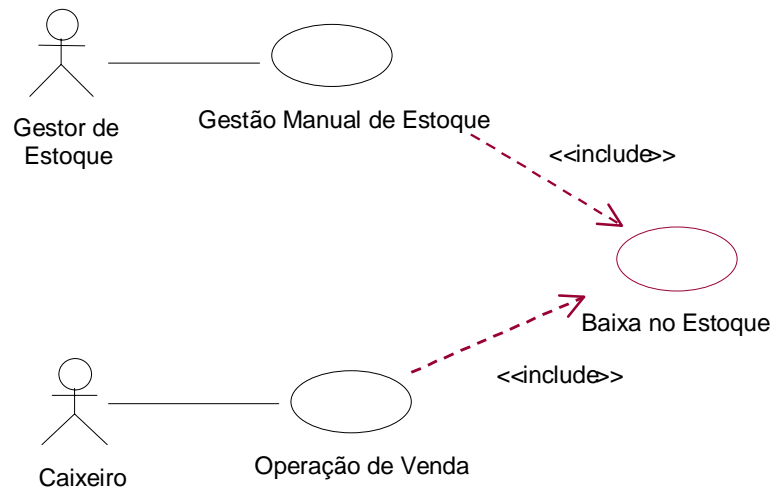 Gestor de
Estoque
Gestão Manual de Estoque
<<include>>
Baixa no Estoque
<<include>>
Caixeiro
Operação de Venda